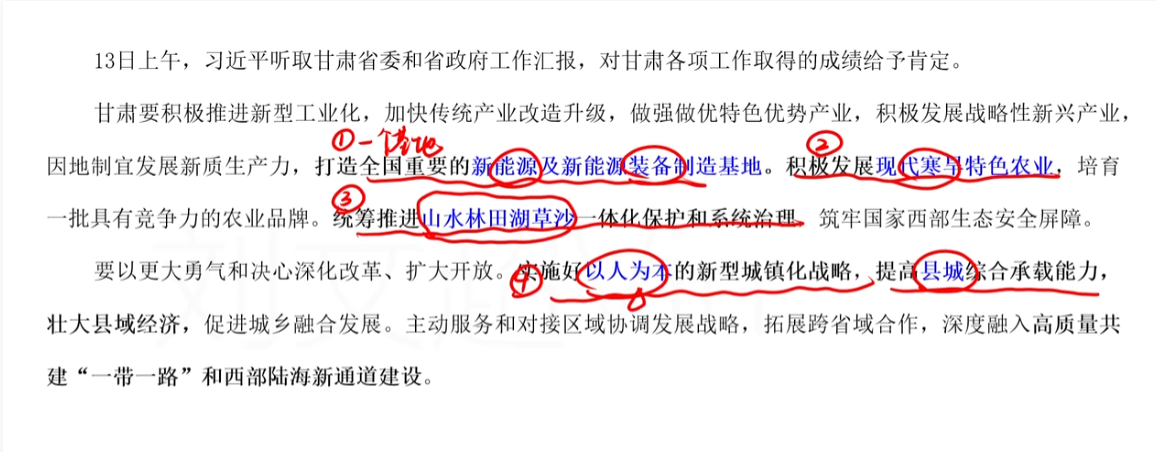 13日上午，习近平听取甘肃省委和省政府工作汇报，对甘肃各项工作取得的成绩给予肯定。
甘肃要积极推进新型工业化，加快传统产业改造升级，做强做优特色优势产业，积极发展战略性新兴产业，
①一个基地 ②
因地制宜发展新质生产力，打造全国重要的新能源及新能源装备制造基地。积极发展现代寒旱特色农业，培育
③
一批具有竞争力的农业品牌。统筹推进山水林田湖草沙一体化保护和系统治理，筑牢国家西部生态安全屏障。
要以更大勇气和决心深化改革、扩大开放。④实施好以人为本的新型城镇化战略，提高县城综合承载能力，
壮大县域经济，促进城乡融合发展。主动服务和对接区域协调发展战略，拓展跨省域合作，深度融入高质量共
建“一带一路”和西部陆海新通道建设。